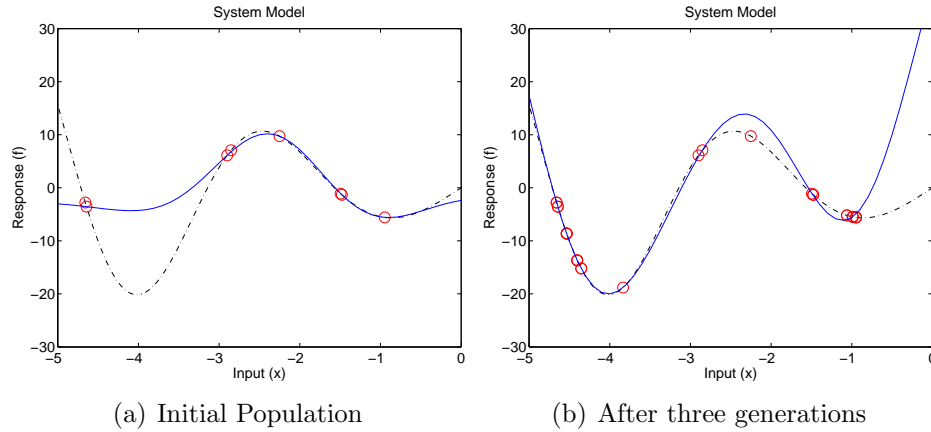 System Model
30
20
10
0
−10
−20
−30
Response (f)
−5 −4 −3 −2 −1 0
Input (x)
(a) Initial Population
System Model
30
20
10
0
−10
−20
−30
Response (f)
−5 −4 −3 −2 −1 0
Input (x)
(b) After three generations